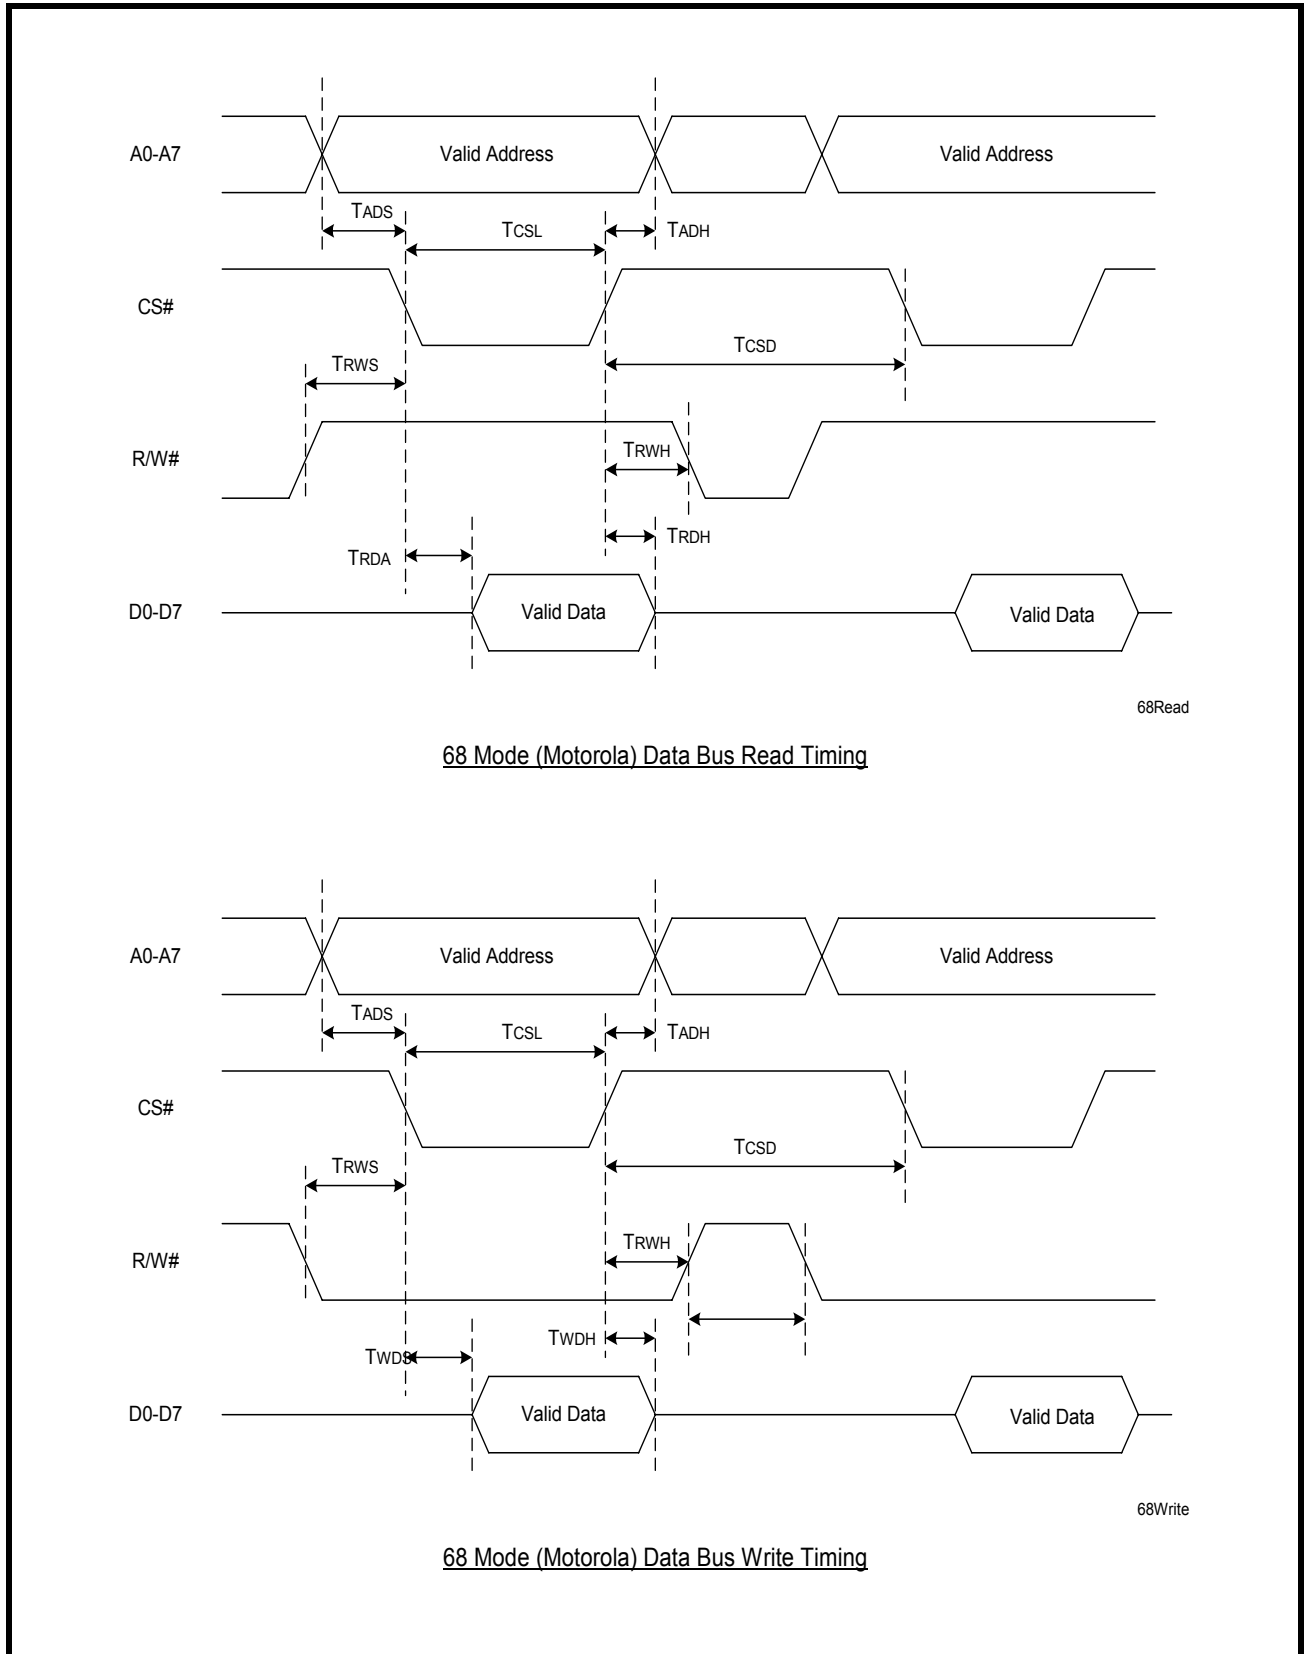 A0-A7
Valid Address
Valid Address
TADS
TCSL
TADH
CS#
TCSD
TRWS
R/W#
TRWH
TRDA
TRDH
D0-D7
Valid Data
Valid Data
68Read
68 Mode (Motorola) Data Bus Read Timing
A0-A7
Valid Address
Valid Address
TADS
TCSL
TADH
CS#
TCSD
TRWS
R/W#
TRWH
TWDS
TWDH
D0-D7
Valid Data
Valid Data
68Write
68 Mode (Motorola) Data Bus Write Timing